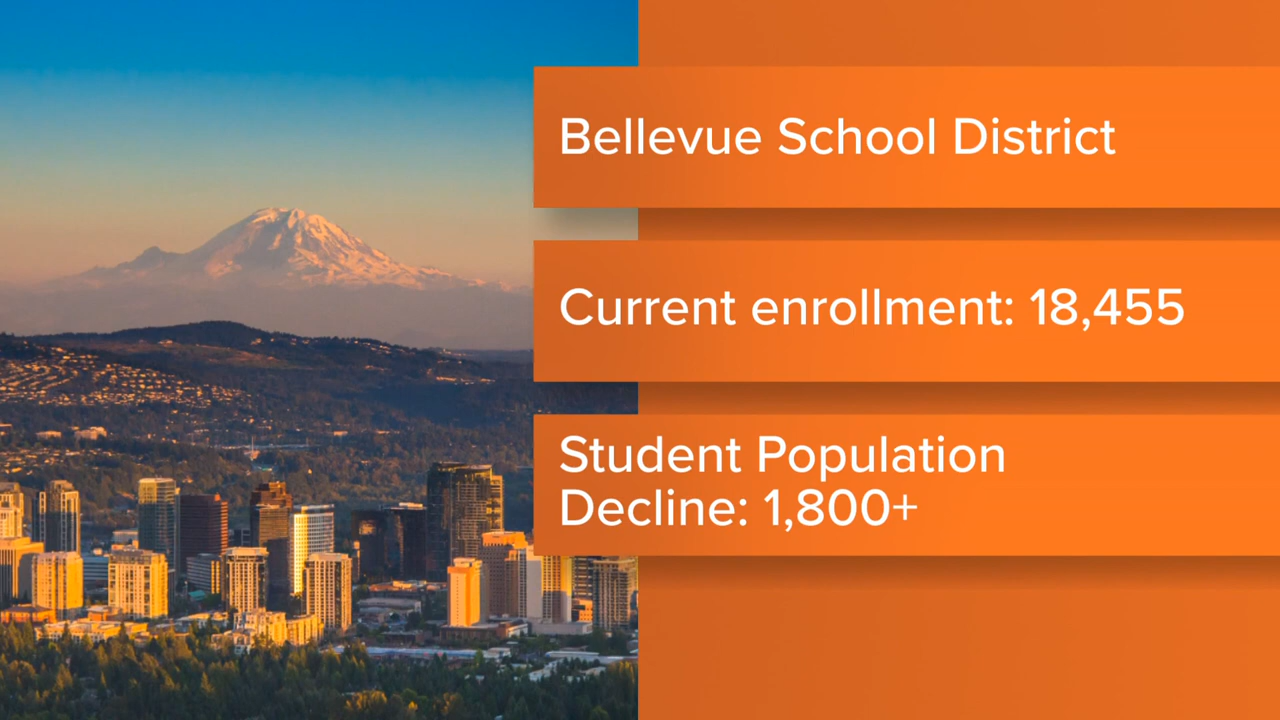 Bellevue School District
Current enrollment: 18,455
Student Population
Decline: 1,800+